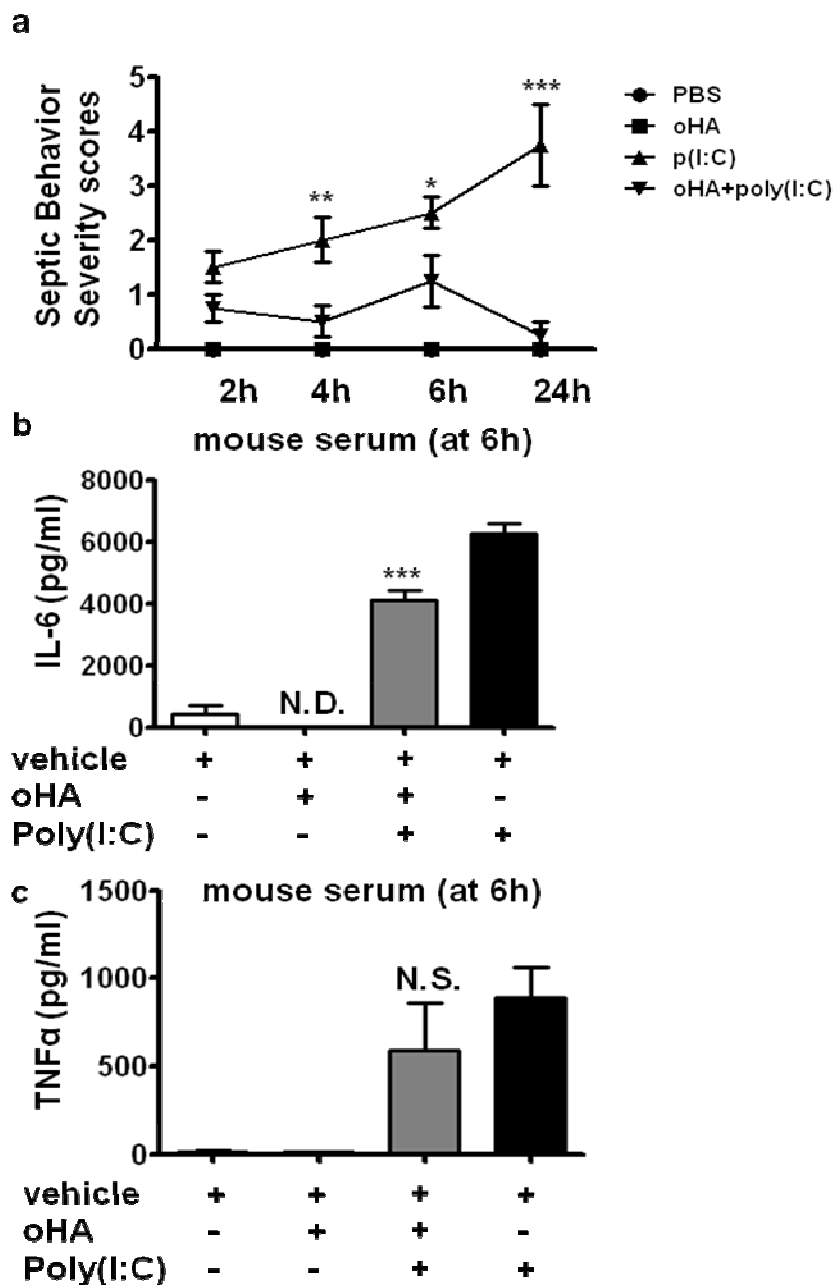 a
Septic Behavior
Severity scores
5
4
3
2
1
0
**
*
***
2h 4h 6h 24h
PBS
oHA
p(I:C)
oHA+poly(I:C)
b
mouse serum (at 6h)
IL-6 (pg/ml)
8000
6000
4000
2000
0
N.D.
***
vehicle + + + +
oHA - + + -
Poly(I:C) - - + +
c
mouse serum (at 6h)
TNFα (pg/ml)
1500
1000
500
0
N.S.
vehicle + + + +
oHA - + + -
Poly(I:C) - - + +